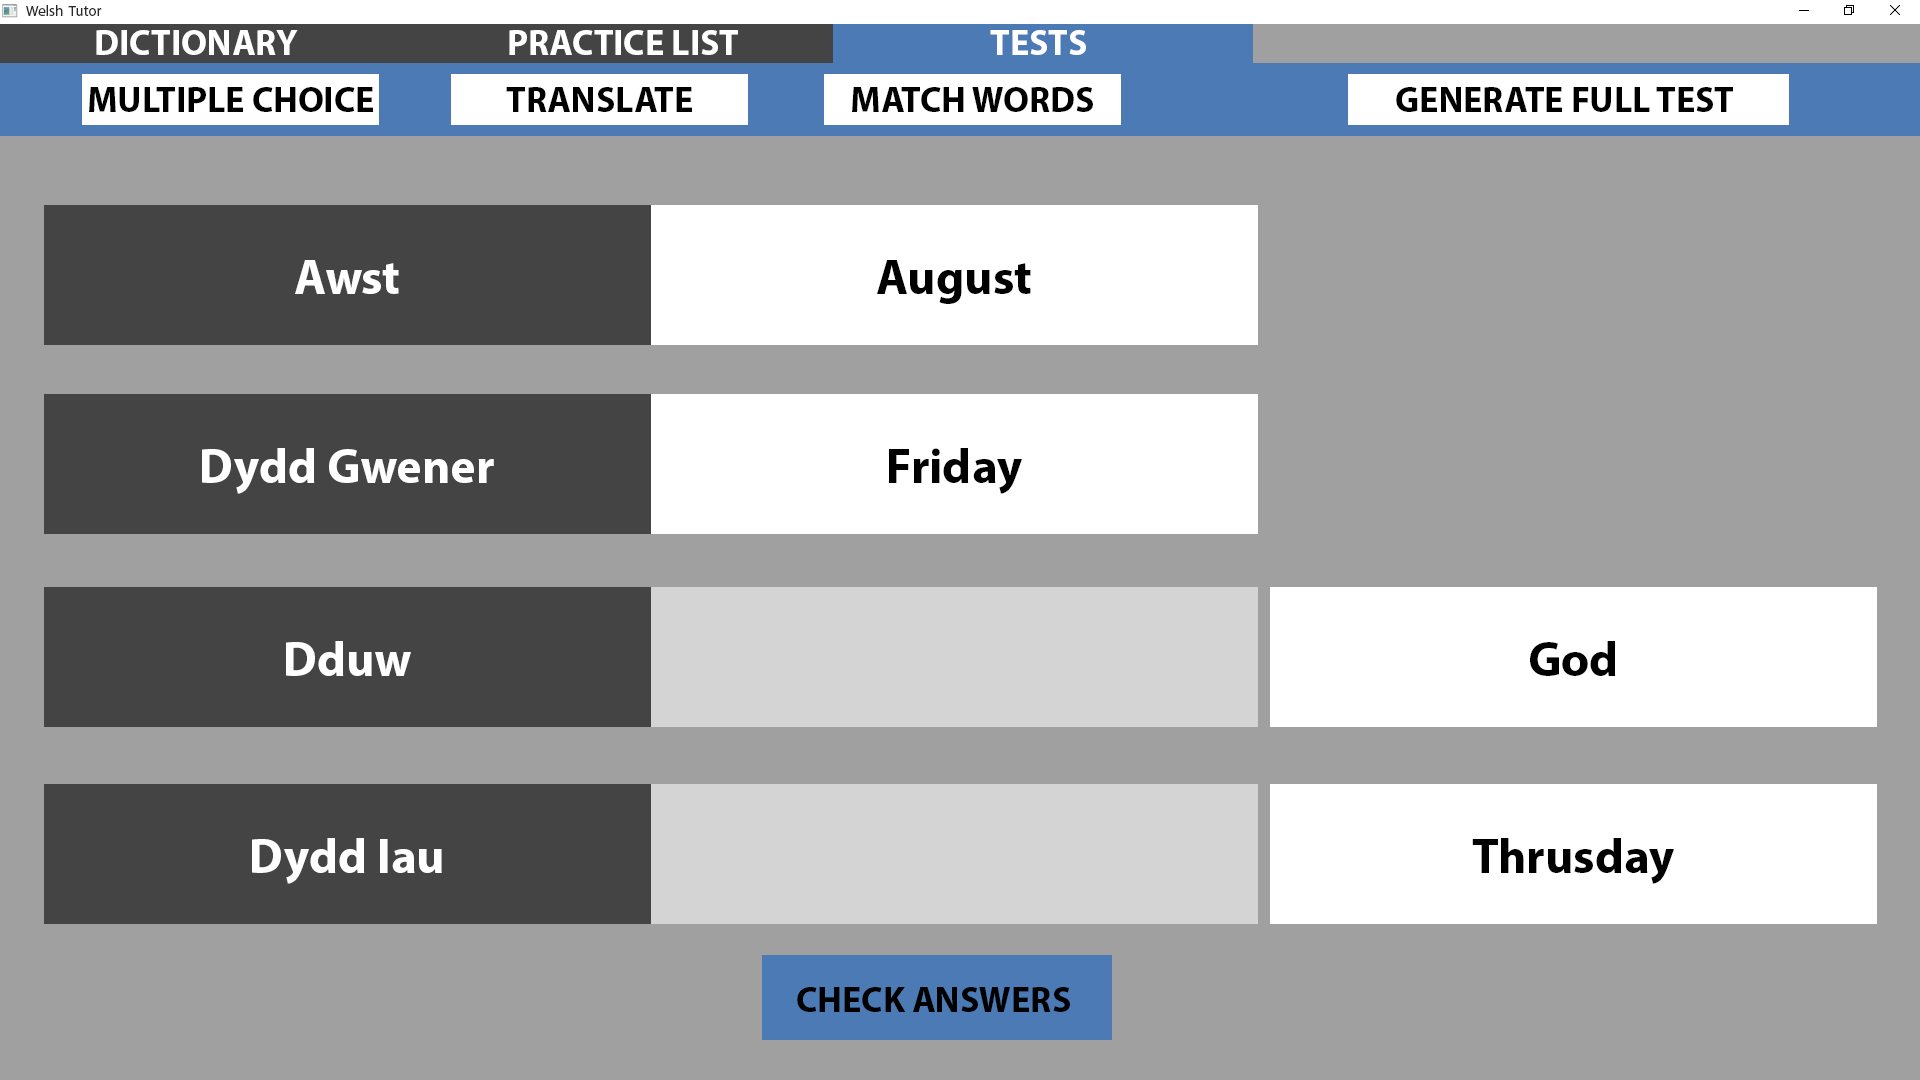 Welsh Tutor
DICTIONARY PRACTICE LIST TESTS
MULTIPLE CHOICE TRANSLATE MATCH WORDS GENERATE FULL TEST
Awst August
Dydd Gwener Friday
Dduw God
Dydd Iau Thrusday
CHECK ANSWERS